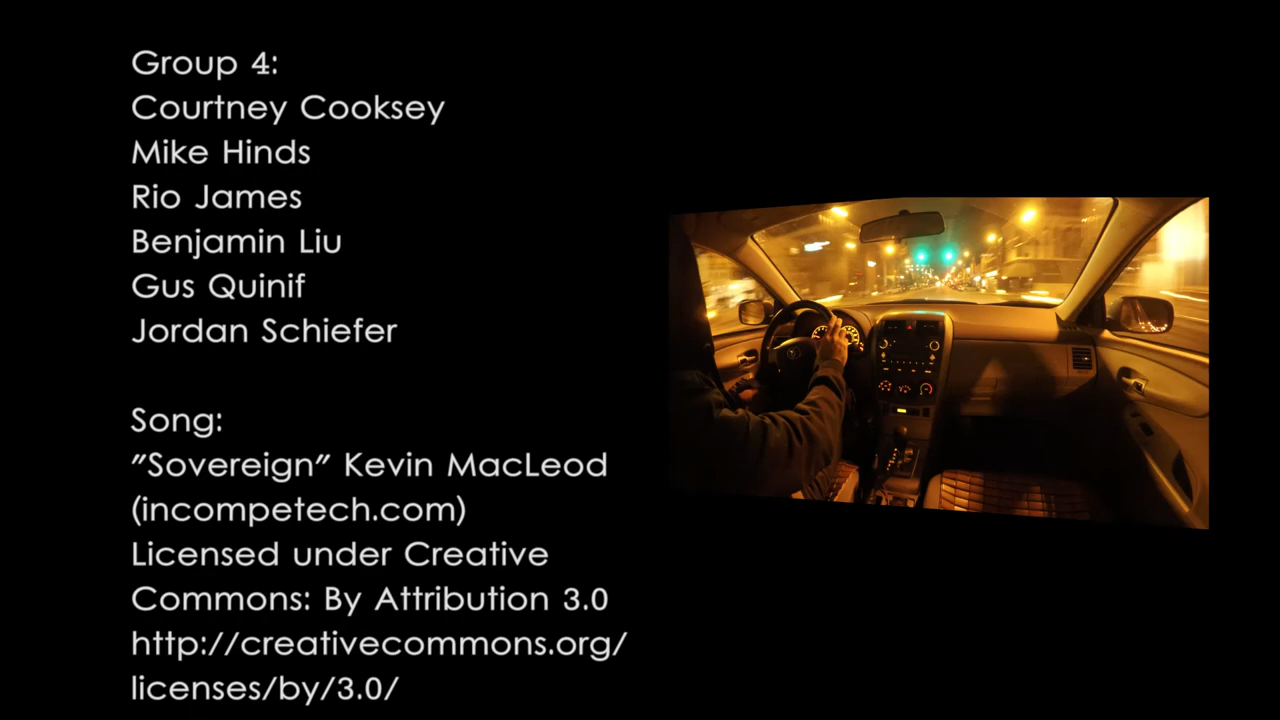 Group 4:
Courtney Cooksey
Mike Hinds
Rio James
Benjamin Liu
Gus Quinif
Jordan Schiefer
Song:
"Sovereign" Kevin MacLeod
(incompetech.com)
Licensed under Creative
Commons: By Attribution 3.0
http://creativecommons.org/
licenses/by/3.0/